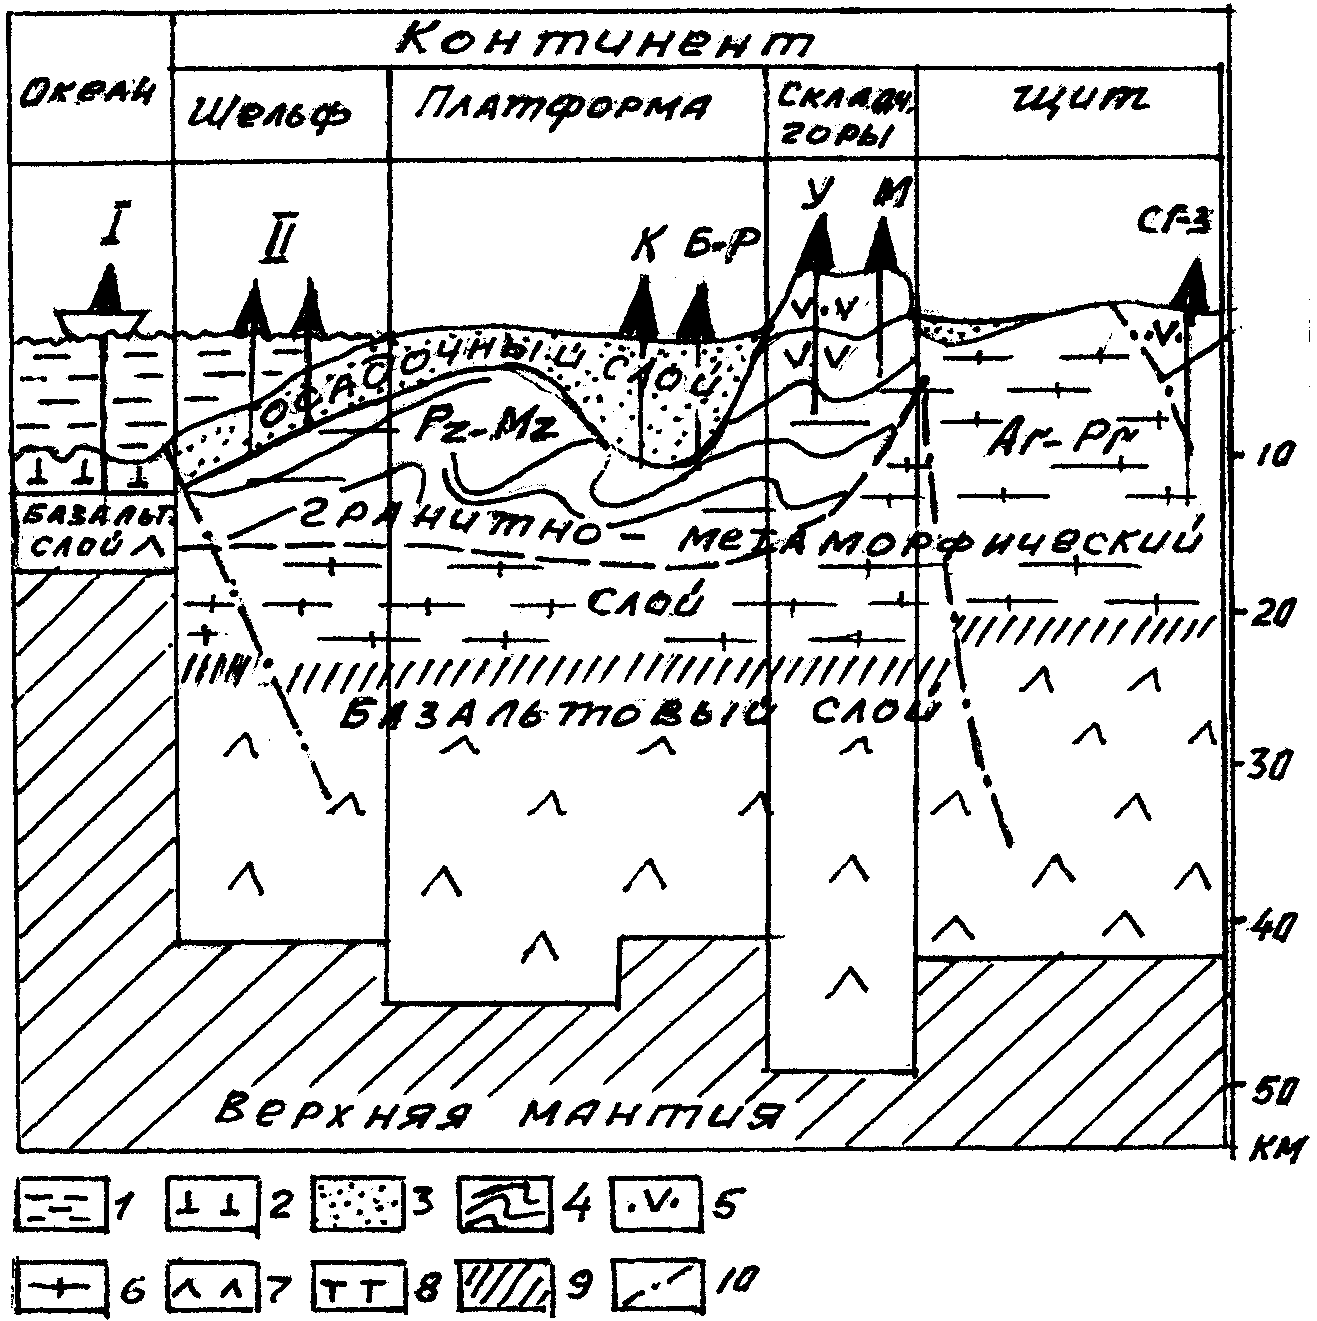 Континент
Океан
Шельф
Платформа
Складч.
горы
Щит
I
II
К
Б-Р
У
М
СГ-3
осадочный слой
Pz-Mz
Ar-Pr
10
Базальт.
слой
гранитно-метаморфический
слой
20
Базальтовый слой
30
40
50
км
Верхняя мантия
1
2
3
4
5
6
7
8
9
10